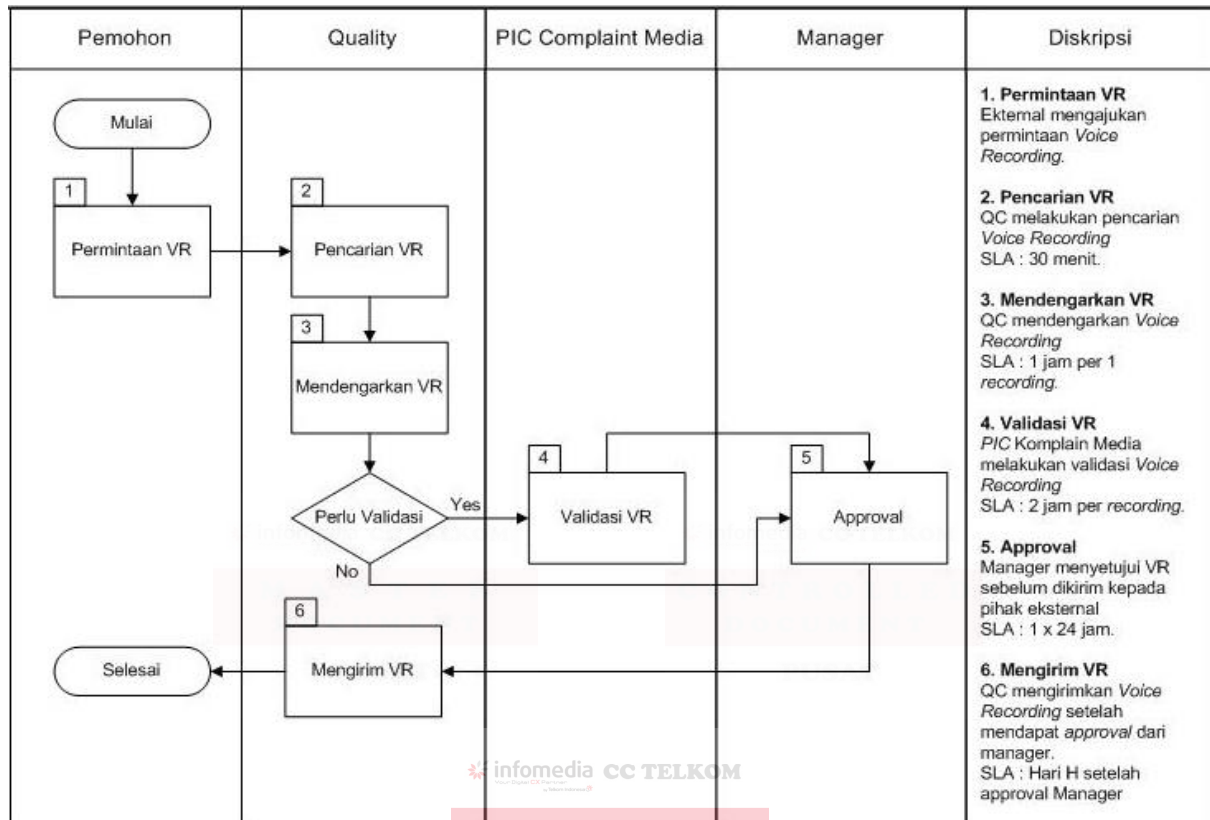 Pemohon
Quality
PIC Complaint Media
Manager
Diskripsi
Mulai
1
Permintaan VR
2
Pencarian VR
3
Mendengarkan VR
Perlu Validasi
Yes
No
4
Validasi VR
5
Approval
6
Mengirim VR
Selesai
1. Permintaan VR
Ekternal mengajukan
permintaan Voice
Recording.
2. Pencarian VR
QC melakukan pencarian
Voice Recording
SLA : 30 menit.
3. Mendengarkan VR
QC mendengarkan Voice
Recording
SLA : 1 jam per 1
recording.
4. Validasi VR
PIC Komplain Media
melakukan validasi Voice
Recording
SLA : 2 jam per recording.
5. Approval
Manager menyetujui VR
sebelum dikirim kepada
pihak eksternal
SLA : 1 x 24 jam.
6. Mengirim VR
QC mengirimkan Voice
Recording setelah
mendapat approval dari
manager.
SLA : Hari H setelah
approval Manager
infomedia CC TELKOM